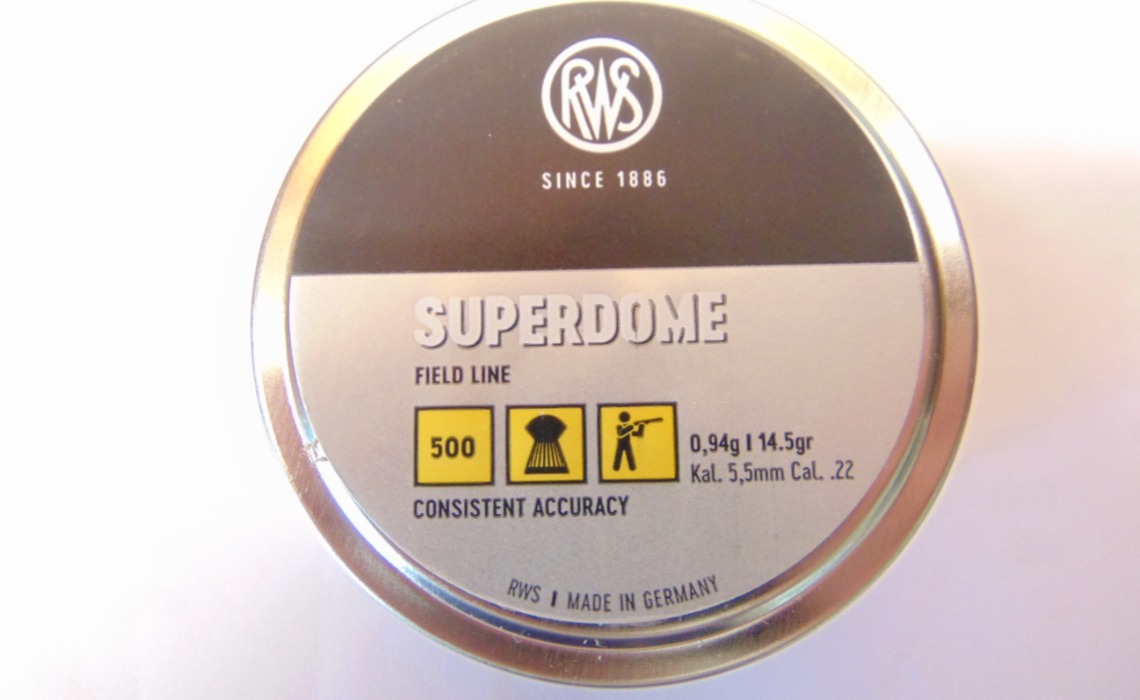 RWS
SINCE 1886
SUPERDOME
FIELD LINE
500
0,94g I 14.5gr
Kal. 5,5mm Cal. .22
CONSISTENT ACCURACY
RWS I MADE IN GERMANY